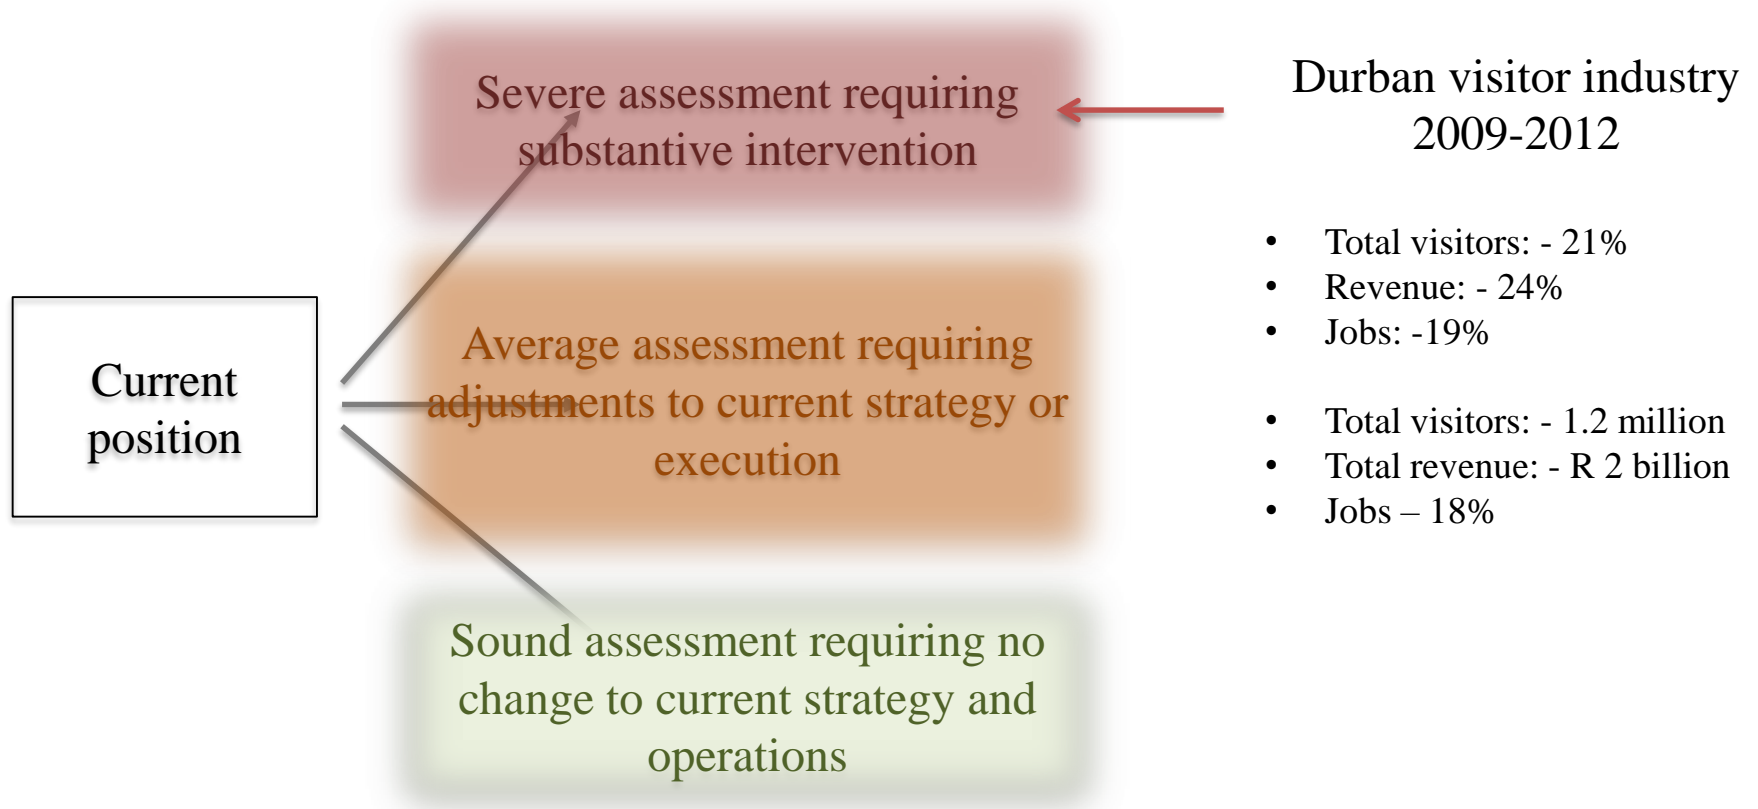 Severe assessment requiring
substantive intervention
Durban visitor industry
2009-2012
• Total visitors: - 21%
• Revenue: - 24%
• Jobs: -19%
• Total visitors: - 1.2 million
• Total revenue: - R 2 billion
• Jobs – 18%
Current
position
Average assessment requiring
adjustments to current strategy or
execution
Sound assessment requiring no
change to current strategy and
operations